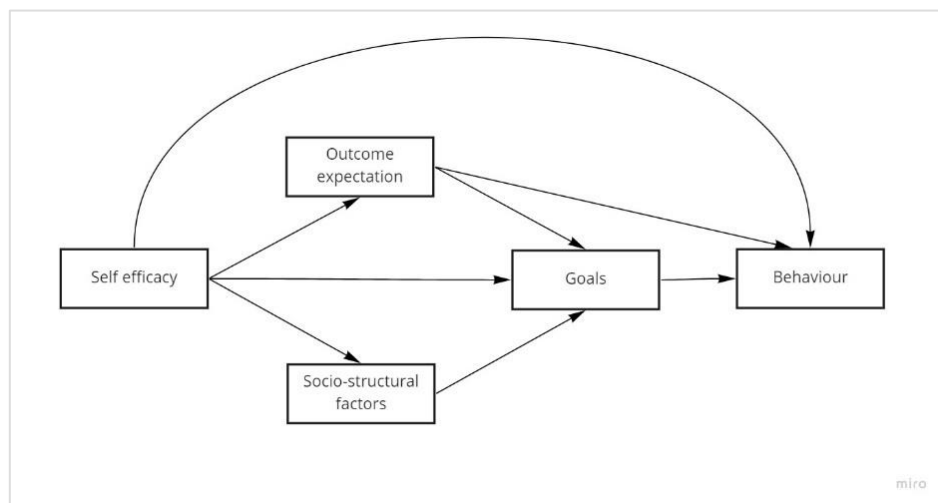 Outcome
expectation
Self efficacy
Goals
Behaviour
Socio-structural
factors
miro